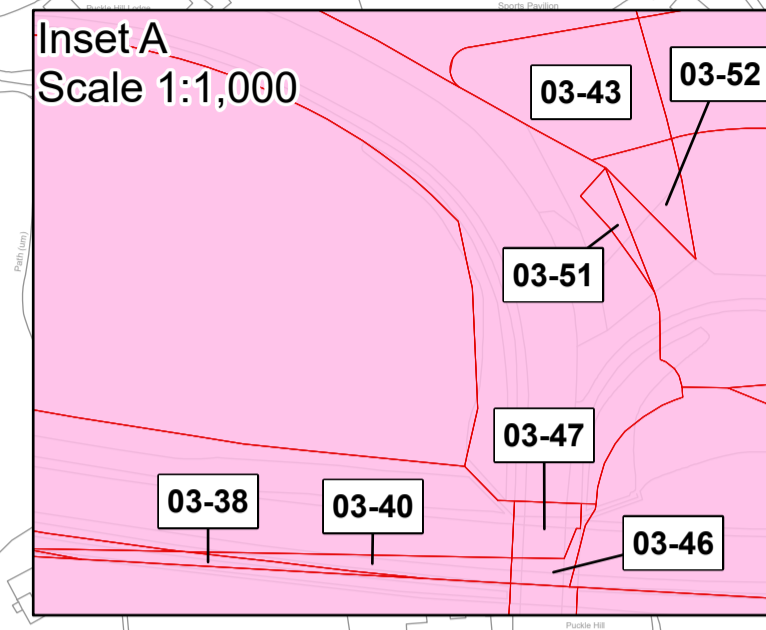 Puckle Hill Lodge
Sports Pavilion
Inset A
Scale 1:1,000
03-43
03-52
Path (um)
03-51
03-47
03-38
03-40
03-46
Puckle Hill